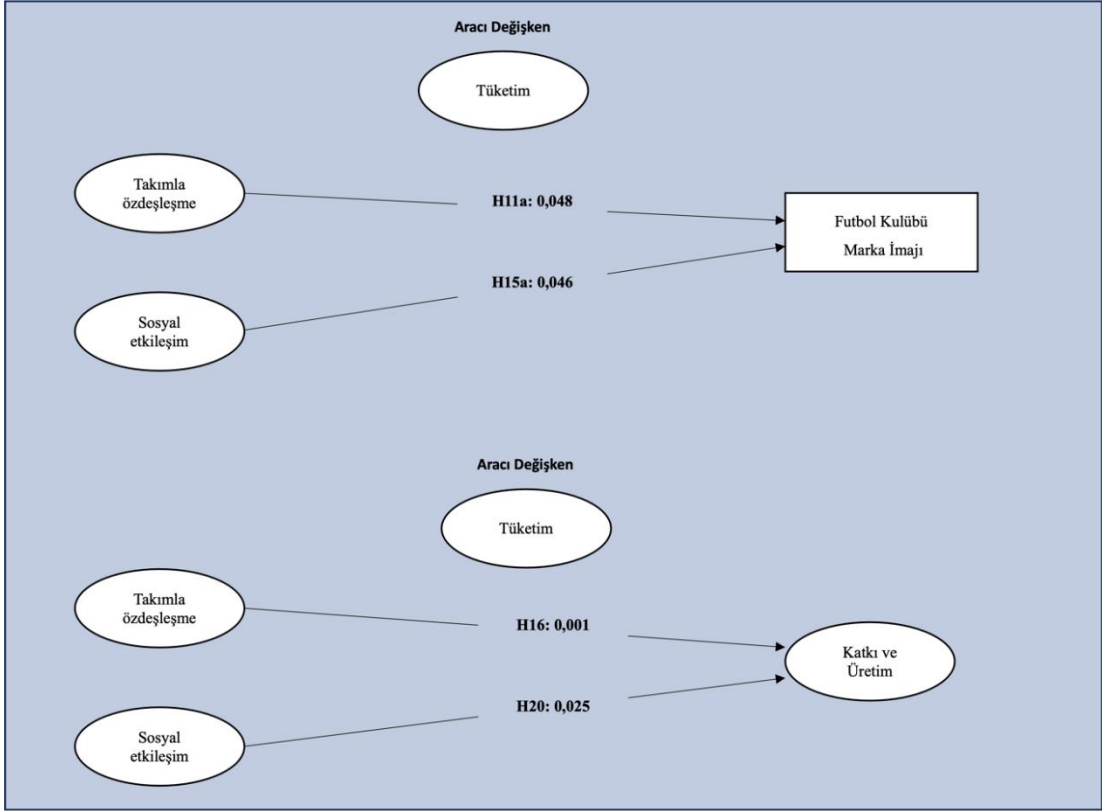 Aracı Değişken
Tüketim
Takımla
özdeşleşme
H11a: 0,048
Futbol Kulübü
Marka İmajı
H15a: 0,046
Sosyal
etkileşim
Aracı Değişken
Tüketim
Takımla
özdeşleşme
H16: 0,001
Katkı ve
Üretim
H20: 0,025
Sosyal
etkileşim